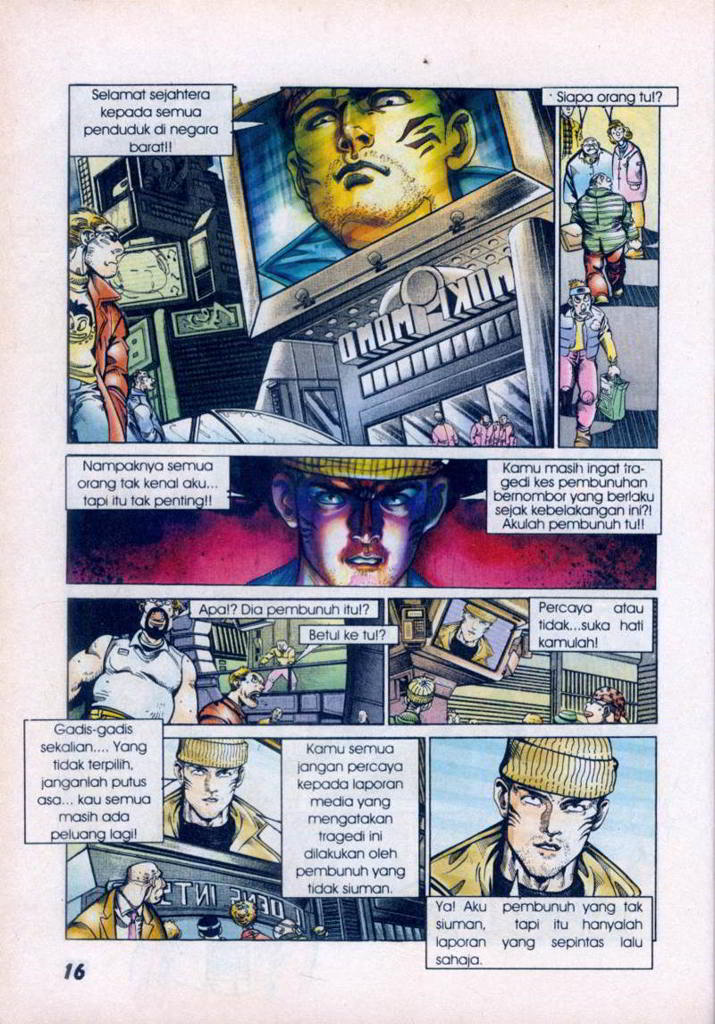 Selamat sejahtera
kepada semua
penduduk di negara
barat!!
Siapa orang tu!?
MOKI MOMO
Nampaknya semua
orang tak kenal aku...
tapi itu tak penting!!
Kamu masih ingat tra-
gedi kes pembunuhan
bernombor yang berlaku
sejak kebelakangan ini?!
Akulah pembunuh tu!!
Apa!? Dia pembunuh itu!?
Betul ke tu!?
Percaya atau
tidak...suka hati
kamulah!
Gadis-gadis
sekalian.... Yang
tidak terpilih,
janganlah putus
asa... kau semua
masih ada
peluang lagi!
Kamu semua
jangan percaya
kepada laporan
media yang
mengatakan
tragedi ini
dilakukan oleh
pembunuh yang
tidak siuman.
Ya! Aku pembunuh yang tak
siuman, tapi itu hanyalah
laporan yang sepintas lalu
sahaja.
16